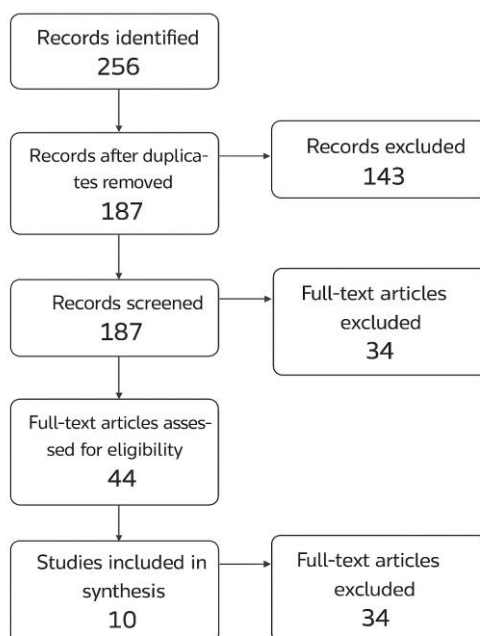 Records identified
256
Records after duplica-
tes removed
187
Records excluded
143
Records screened
187
Full-text articles
excluded
34
Full-text articles asses-
sed for eligibility
44
Studies included in
synthesis
10
Full-text articles
excluded
34